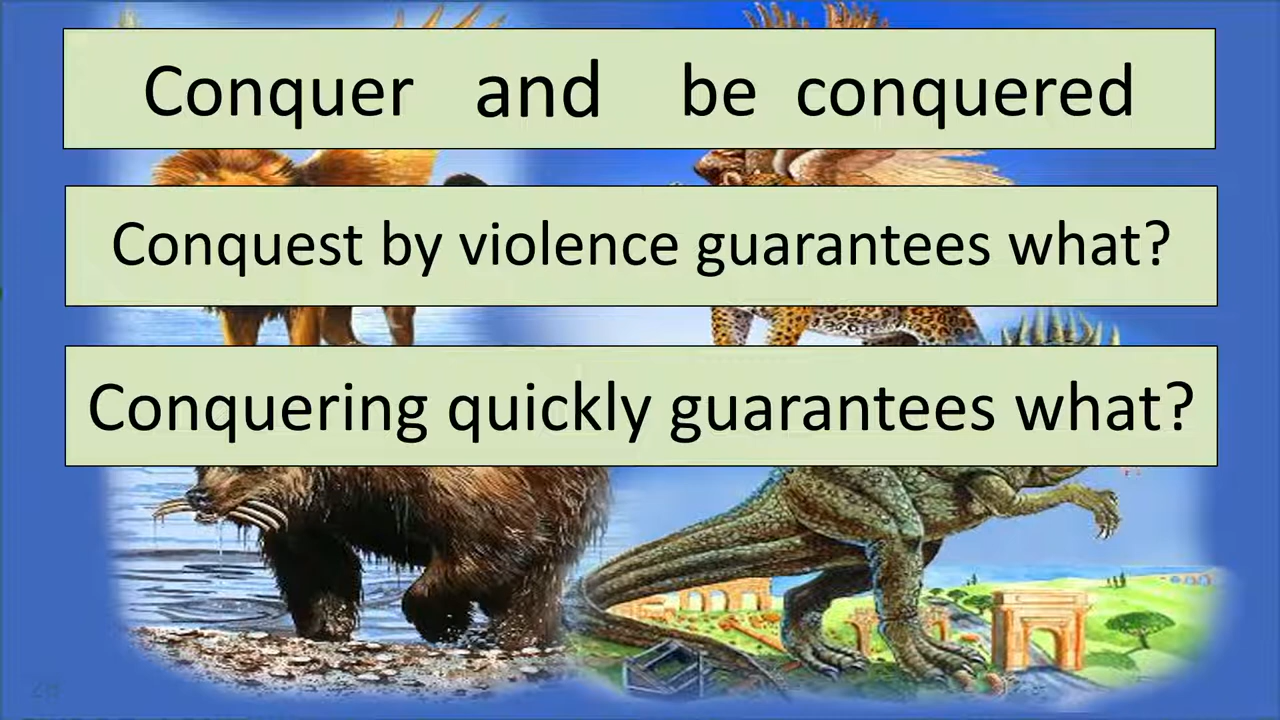 Conquer and be conquered
Conquest by violence guarantees what?
Conquering quickly guarantees what?